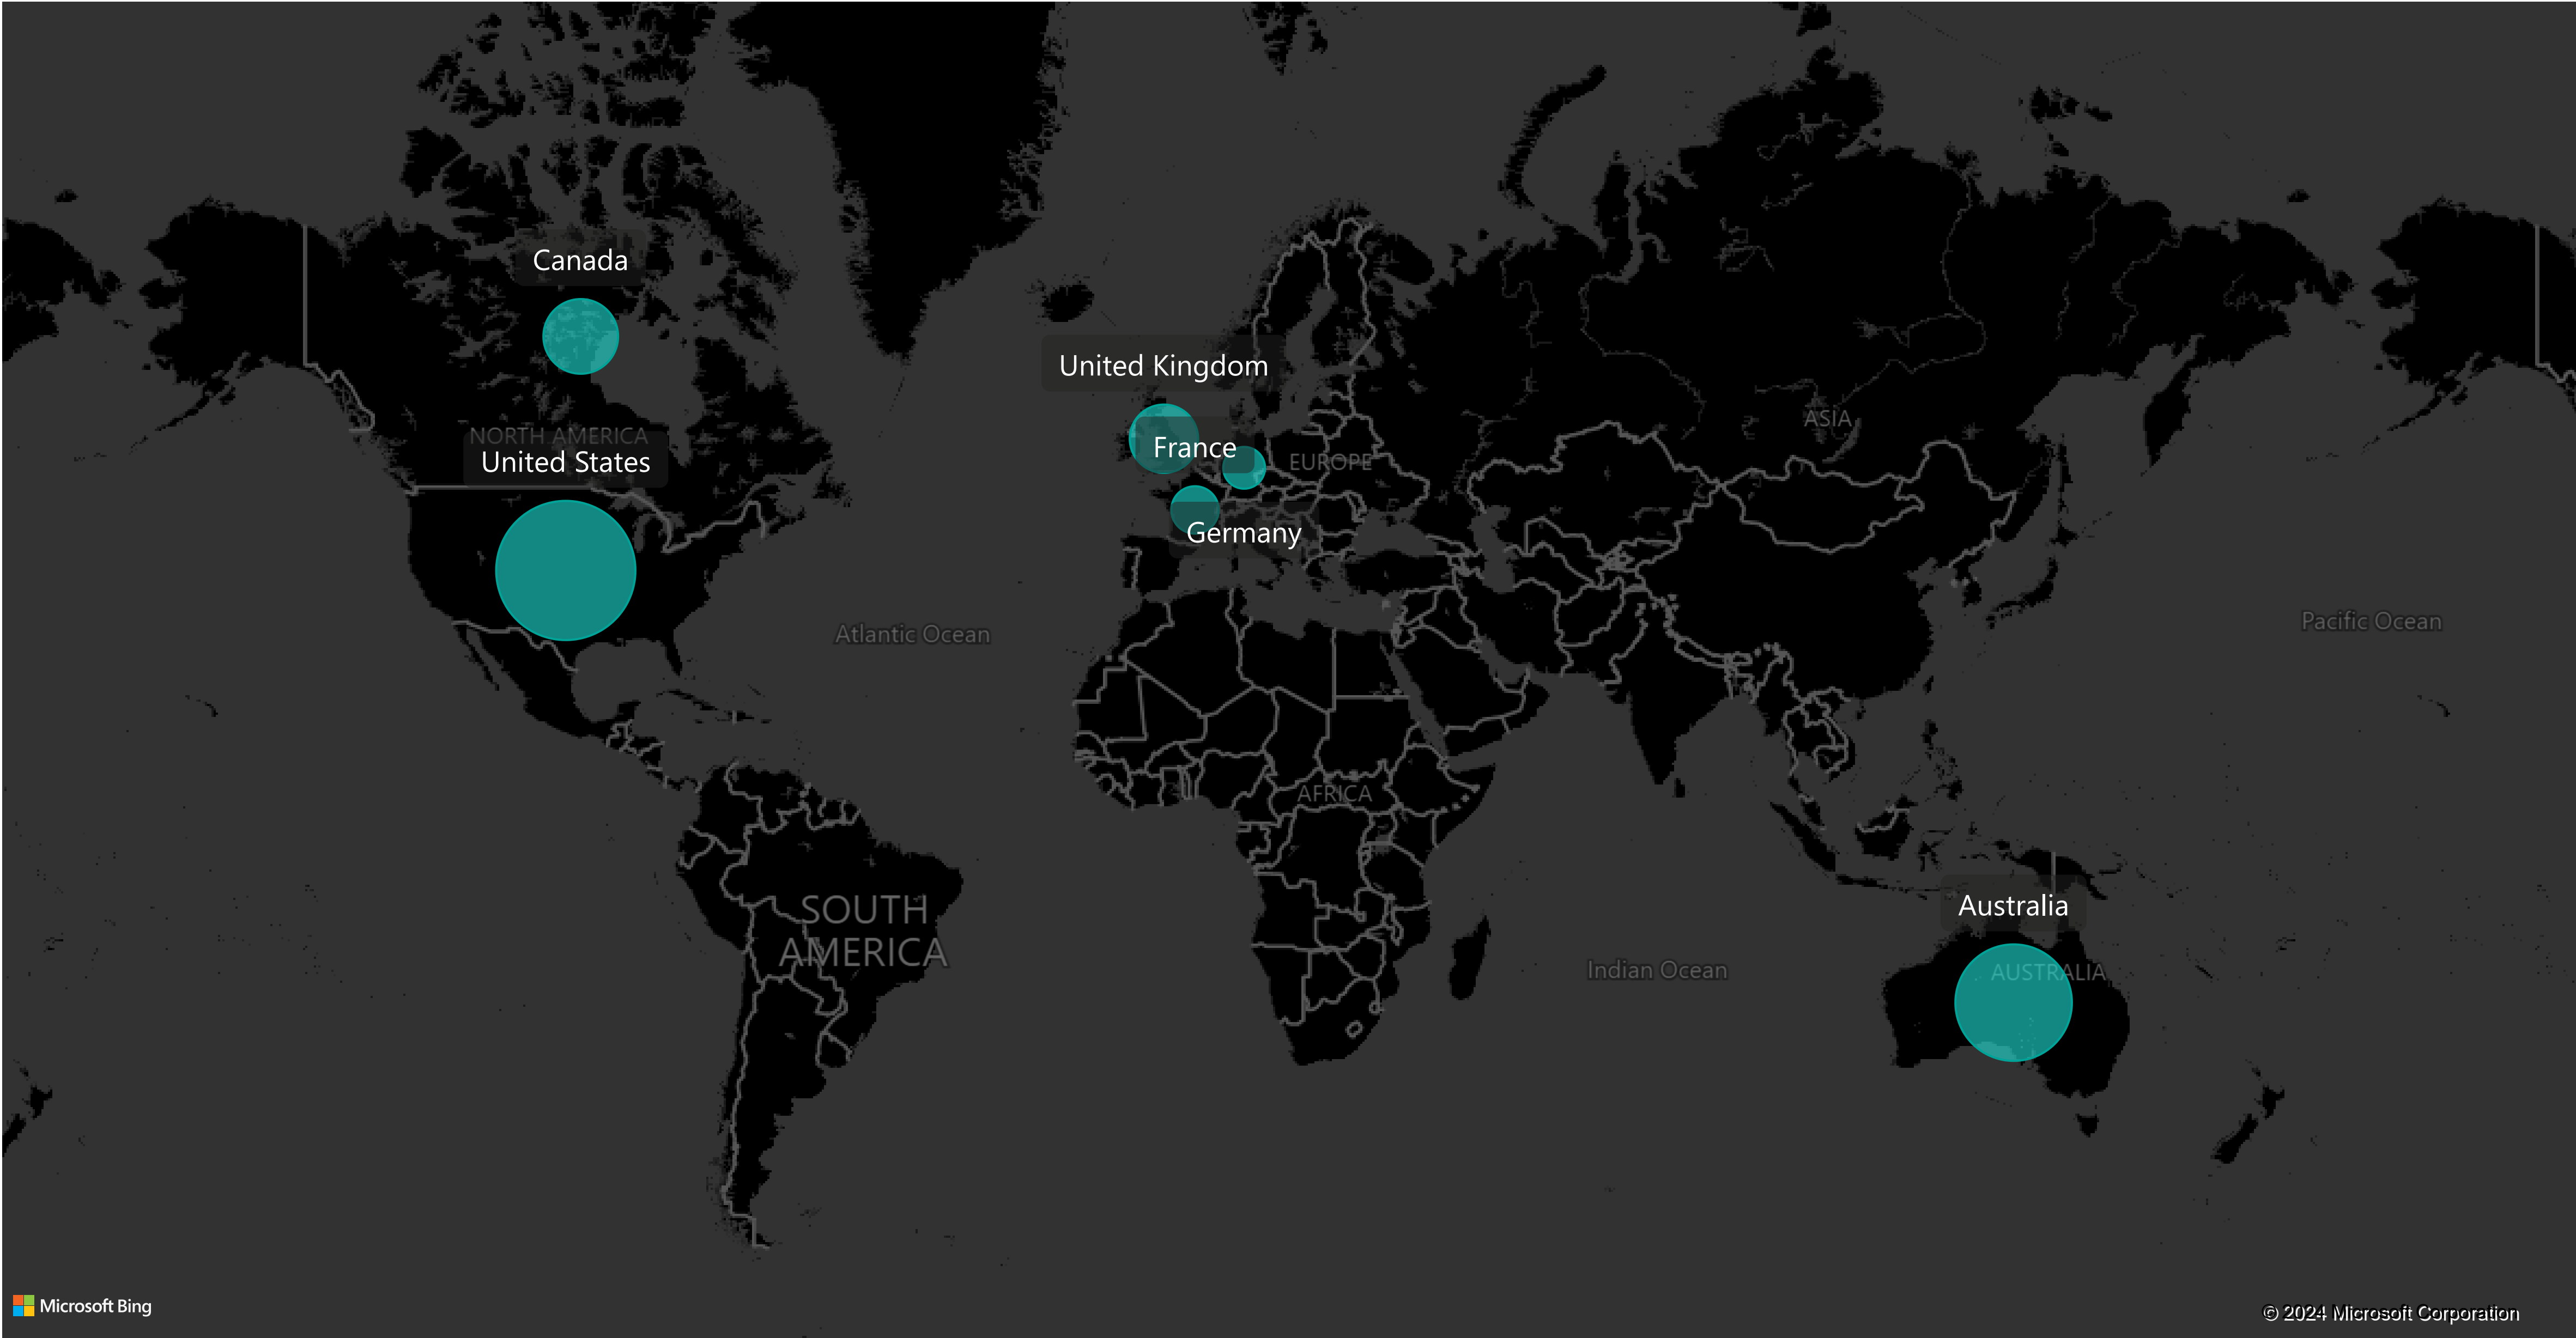 Canada
United Kingdom
ASIA
NORTH AMERICA
France
United States
EUROPE
Germany
Atlantic Ocean
Pacific Ocean
AFRICA
SOUTH
AMERICA
Australia
Indian Ocean
AUSTRALIA
Microsoft Bing
© 2024 Microsoft Corporation